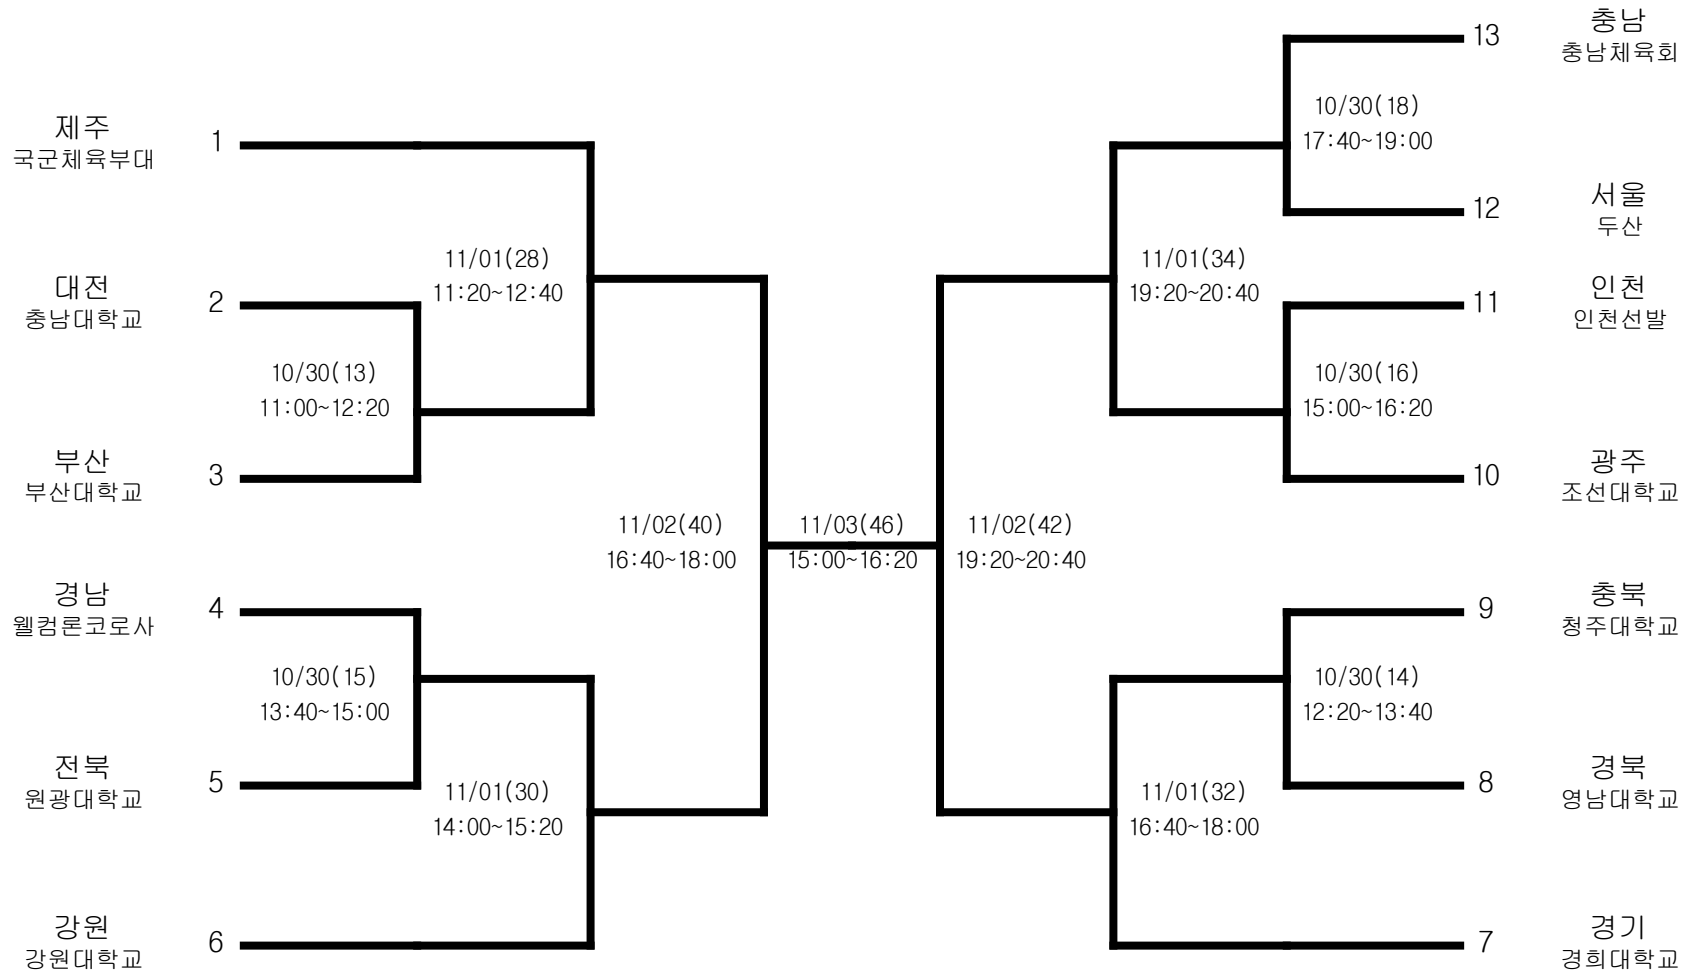 제주
국군체육부대
1
대전
충남대학교
2
10/30(13)
11:00~12:20
부산
부산대학교
3
11/01(28)
11:20~12:40
경남
웰컴론코로사
4
10/30(15)
13:40~15:00
전북
원광대학교
5
11/01(30)
14:00~15:20
강원
강원대학교
6
11/02(40)
16:40~18:00
11/03(46)
15:00~16:20
11/02(42)
19:20~20:40
13
충남
충남체육회
10/30(18)
17:40~19:00
12
서울
두산
11/01(34)
19:20~20:40
11
인천
인천선발
10/30(16)
15:00~16:20
10
광주
조선대학교
9
충북
청주대학교
10/30(14)
12:20~13:40
8
경북
영남대학교
11/01(32)
16:40~18:00
7
경기
경희대학교